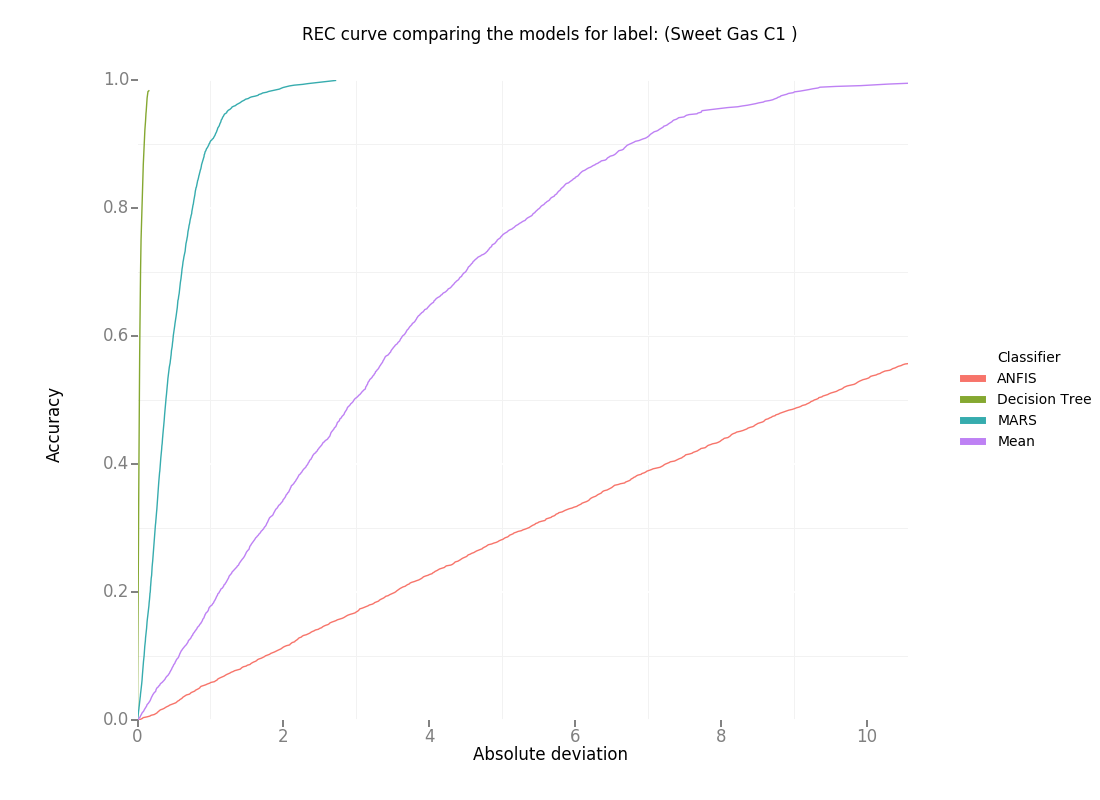 REC curve comparing the models for label: (Sweet Gas C1 )
1.0
0.8
0.6
0.4
0.2
0.0
Accuracy
0 2 4 6 8 10
Absolute deviation
Classifier
ANFIS
Decision Tree
MARS
Mean